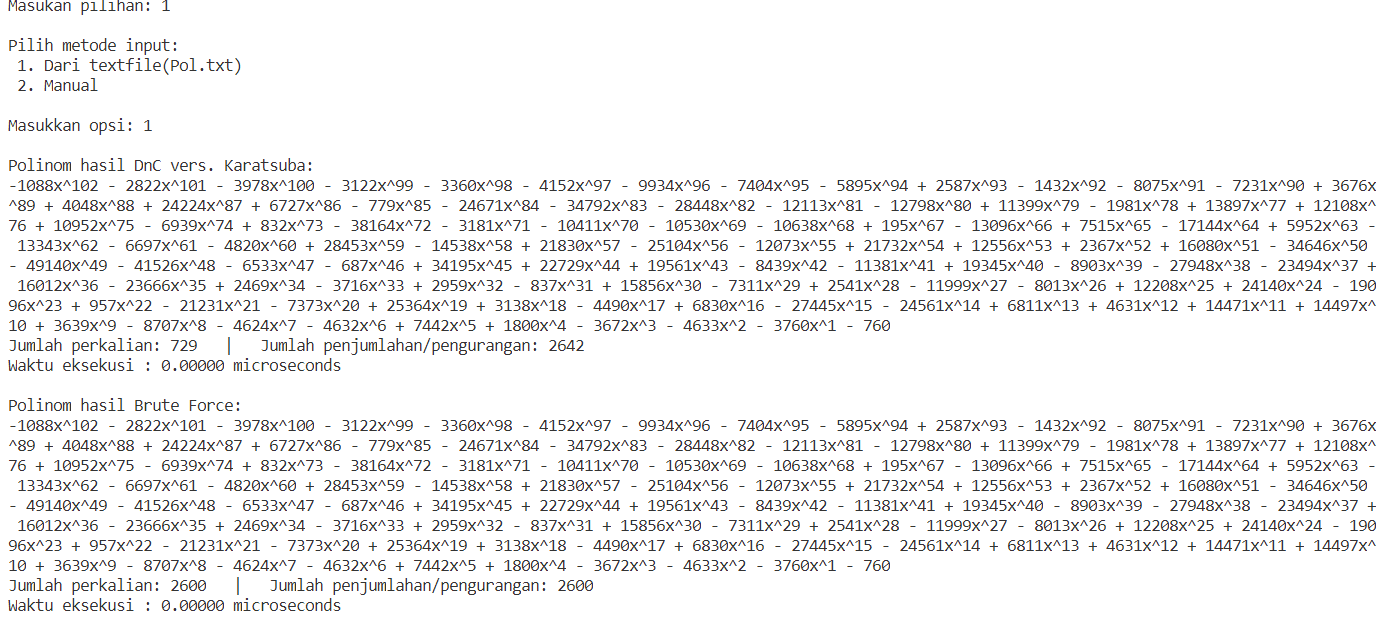 Masukan pilihan: 1
Pilih metode input:
1. Dari textfile(Pol.txt)
2. Manual
Masukkan opsi: 1
Polinom hasil DnC vers. Karatsuba:
-1088x^102 - 2822x^101 - 3978x^100 - 3122x^99 - 3360x^98 - 4152x^97 - 9934x^96 - 7404x^95 - 5895x^94 + 2587x^93 - 1432x^92 - 8075x^91 - 7231x^90 + 3676x
^89 + 4048x^88 + 24224x^87 + 6727x^86 - 779x^85 - 24671x^84 - 34792x^83 - 28448x^82 - 12113x^81 - 12798x^80 + 11399x^79 - 1981x^78 + 13897x^77 + 12108x^
76 + 10952x^75 - 6939x^74 + 832x^73 - 38164x^72 - 3181x^71 - 10411x^70 - 10530x^69 - 10638x^68 + 195x^67 - 13096x^66 + 7515x^65 - 17144x^64 + 5952x^63 -
13343x^62 - 6697x^61 - 4820x^60 + 28453x^59 - 14538x^58 + 21830x^57 - 25104x^56 - 12073x^55 + 21732x^54 + 12556x^53 + 2367x^52 + 16080x^51 - 34646x^50
- 49140x^49 - 41526x^48 - 6533x^47 - 687x^46 + 34195x^45 + 22729x^44 + 19561x^43 - 8439x^42 - 11381x^41 + 19345x^40 - 8903x^39 - 27948x^38 - 23494x^37 +
16012x^36 - 23666x^35 + 2469x^34 - 3716x^33 + 2959x^32 - 837x^31 + 15856x^30 - 7311x^29 + 2541x^28 - 11999x^27 - 8013x^26 + 12208x^25 + 24140x^24 - 190
96x^23 + 957x^22 - 21231x^21 - 7373x^20 + 25364x^19 + 3138x^18 - 4490x^17 + 6830x^16 - 27445x^15 - 24561x^14 + 6811x^13 + 4631x^12 + 14471x^11 + 14497x^
10 + 3639x^9 - 8707x^8 - 4624x^7 - 4632x^6 + 7442x^5 + 1800x^4 - 3672x^3 - 4633x^2 - 3760x^1 - 760
Jumlah perkalian: 729 | Jumlah penjumlahan/pengurangan: 2642
Waktu eksekusi : 0.00000 microseconds
Polinom hasil Brute Force:
-1088x^102 - 2822x^101 - 3978x^100 - 3122x^99 - 3360x^98 - 4152x^97 - 9934x^96 - 7404x^95 - 5895x^94 + 2587x^93 - 1432x^92 - 8075x^91 - 7231x^90 + 3676x
^89 + 4048x^88 + 24224x^87 + 6727x^86 - 779x^85 - 24671x^84 - 34792x^83 - 28448x^82 - 12113x^81 - 12798x^80 + 11399x^79 - 1981x^78 + 13897x^77 + 12108x^
76 + 10952x^75 - 6939x^74 + 832x^73 - 38164x^72 - 3181x^71 - 10411x^70 - 10530x^69 - 10638x^68 + 195x^67 - 13096x^66 + 7515x^65 - 17144x^64 + 5952x^63 -
13343x^62 - 6697x^61 - 4820x^60 + 28453x^59 - 14538x^58 + 21830x^57 - 25104x^56 - 12073x^55 + 21732x^54 + 12556x^53 + 2367x^52 + 16080x^51 - 34646x^50
- 49140x^49 - 41526x^48 - 6533x^47 - 687x^46 + 34195x^45 + 22729x^44 + 19561x^43 - 8439x^42 - 11381x^41 + 19345x^40 - 8903x^39 - 27948x^38 - 23494x^37 +
16012x^36 - 23666x^35 + 2469x^34 - 3716x^33 + 2959x^32 - 837x^31 + 15856x^30 - 7311x^29 + 2541x^28 - 11999x^27 - 8013x^26 + 12208x^25 + 24140x^24 - 190
96x^23 + 957x^22 - 21231x^21 - 7373x^20 + 25364x^19 + 3138x^18 - 4490x^17 + 6830x^16 - 27445x^15 - 24561x^14 + 6811x^13 + 4631x^12 + 14471x^11 + 14497x^
10 + 3639x^9 - 8707x^8 - 4624x^7 - 4632x^6 + 7442x^5 + 1800x^4 - 3672x^3 - 4633x^2 - 3760x^1 - 760
Jumlah perkalian: 2600 | Jumlah penjumlahan/pengurangan: 2600
Waktu eksekusi : 0.00000 microseconds